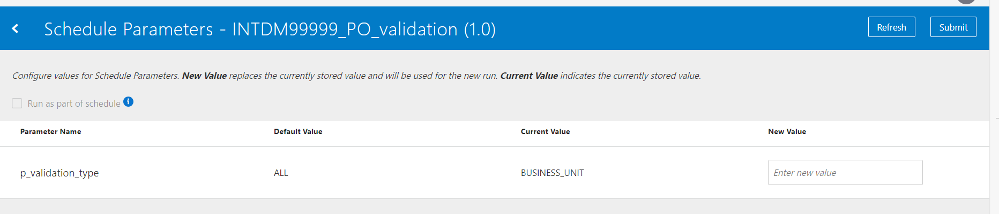 Schedule Parameters - INTDM99999_PO_validation (1.0)
Refresh
Submit
Configure values for Schedule Parameters. New Value replaces the currently stored value and will be used for the new run. Current Value indicates the currently stored value.
Run as part of schedule
Parameter Name Default Value Current Value New Value
p_validation_type ALL BUSINESS_UNIT Enter new value